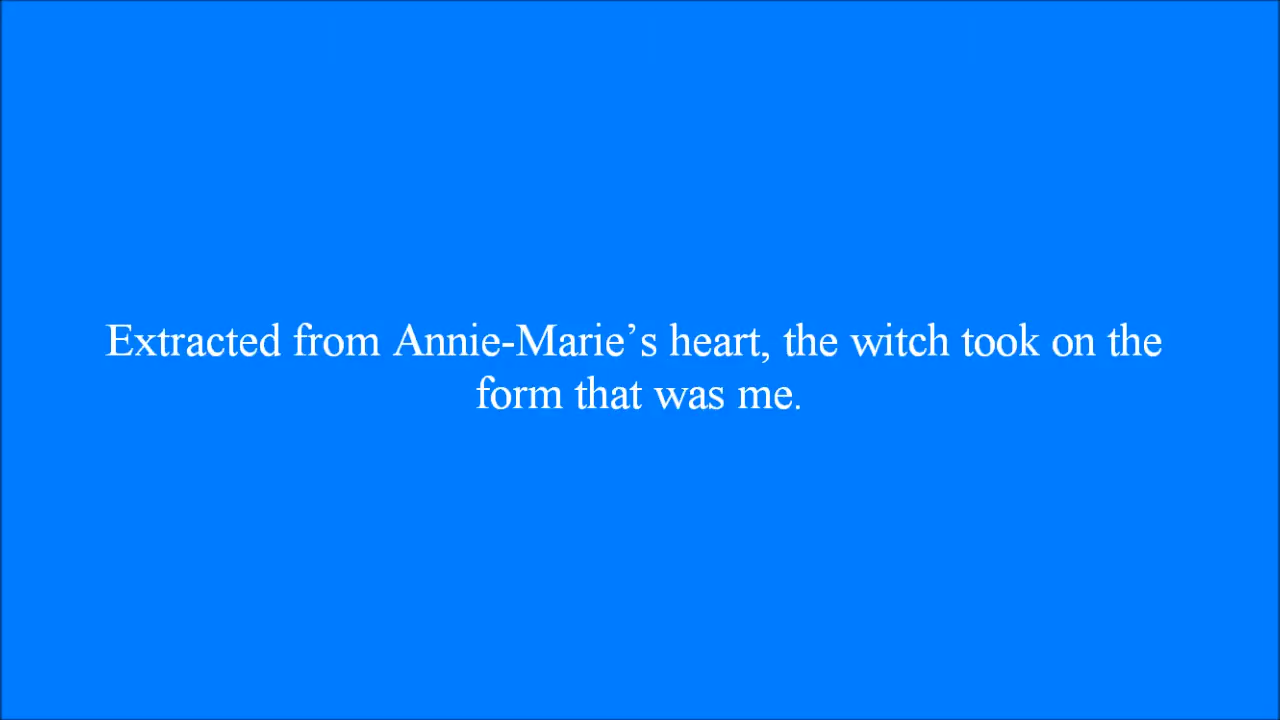 Extracted from Annie-Marie’s heart, the witch took on the
form that was me.